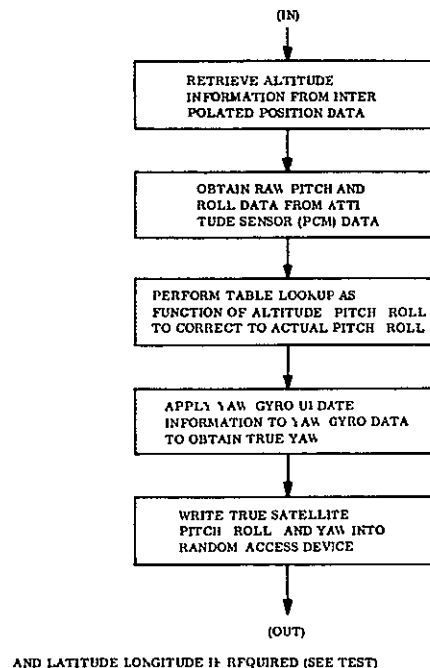 (IN)
RETRIEVE ALTITUDE
INFORMATION FROM INTER
POLATED POSITION DATA
OBTAIN RAW PITCH AND
ROLL DATA FROM ATTI
TUDE SENSOR (PCM) DATA
PERFORM TABLE LOOKUP AS
FUNCTION OF ALTITUDE PITCH ROLL
TO CORRECT TO ACTUAL PITCH ROLL
APPLY YAW GYRO UPDATE
INFORMATION TO YAW GYRO DATA
TO OBTAIN TRUE YAW
WRITE TRUE SATELLITE
PITCH ROLL AND YAW INTO
RANDOM ACCESS DEVICE
(OUT)
AND LATITUDE LONGITUDE IF REQUIRED (SEE TEST)